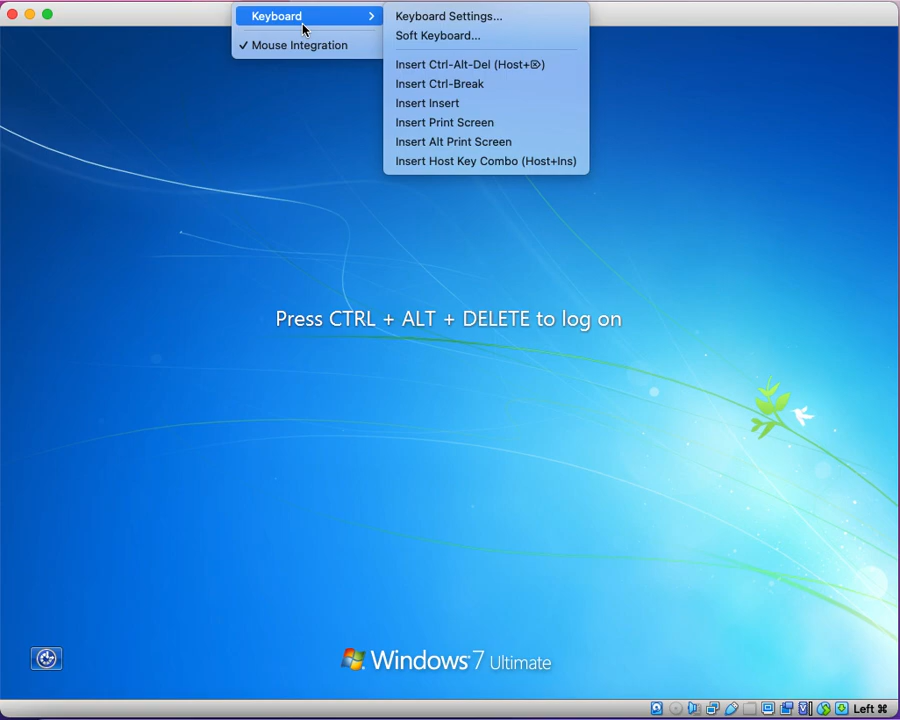 Keyboard
Mouse Integration
Keyboard Settings...
Soft Keyboard...
Insert Ctrl-Alt-Del (Host+⌦)
Insert Ctrl-Break
Insert Insert
Insert Print Screen
Insert Alt Print Screen
Insert Host Key Combo (Host+Ins)
Press CTRL + ALT + DELETE to log on
Windows 7 Ultimate
Left ⌘